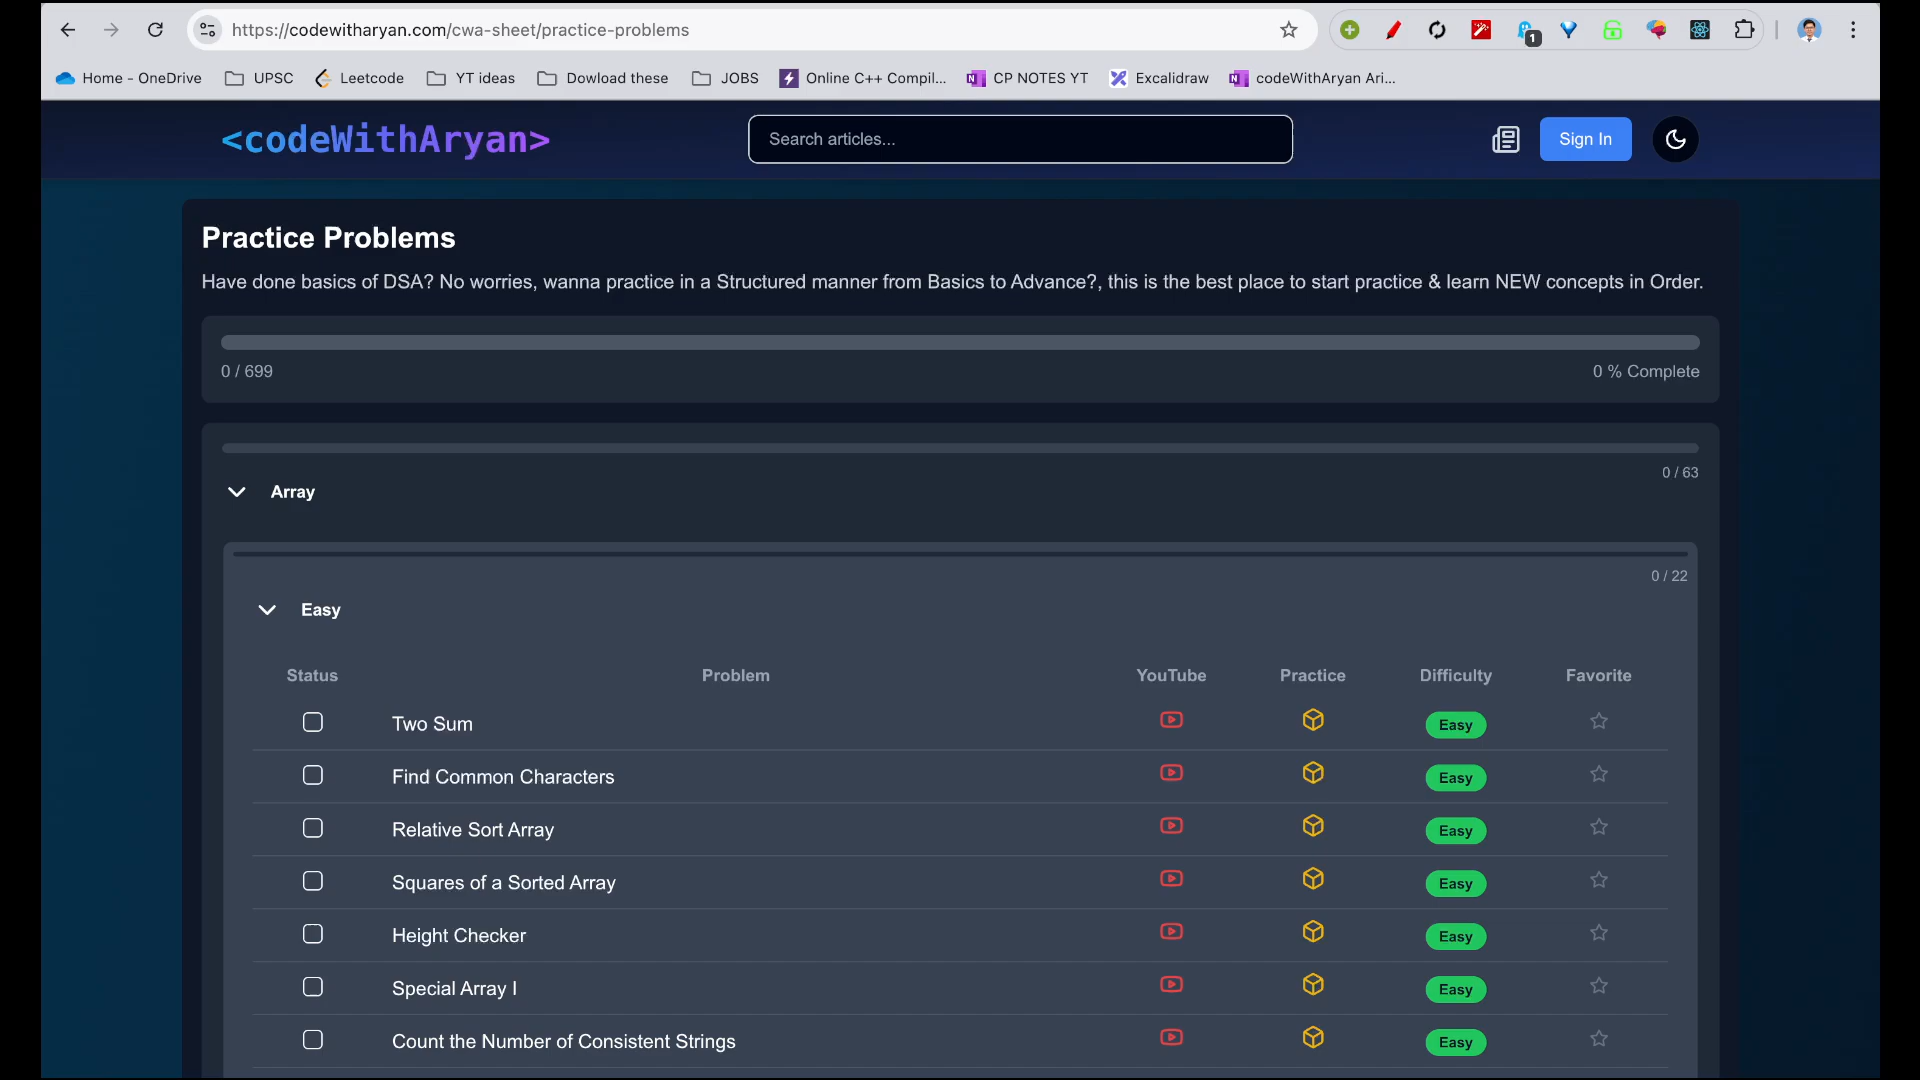 https://codewitharyan.com/cwa-sheet/practice-problems
1
Home - OneDrive UPSC Leetcode YT ideas Dowload these JOBS Online C++ Compil... CP NOTES YT Excalidraw codeWithAryan Ari...
<codeWithAryan> Search articles... Sign In
Practice Problems
Have done basics of DSA? No worries, wanna practice in a Structured manner from Basics to Advance?, this is the best place to start practice & learn NEW concepts in Order.
0 / 699 0 % Complete
0 / 63
Array
0 / 22
Easy
Status Problem YouTube Practice Difficulty Favorite
Two Sum Easy
Find Common Characters Easy
Relative Sort Array Easy
Squares of a Sorted Array Easy
Height Checker Easy
Special Array I Easy
Count the Number of Consistent Strings Easy